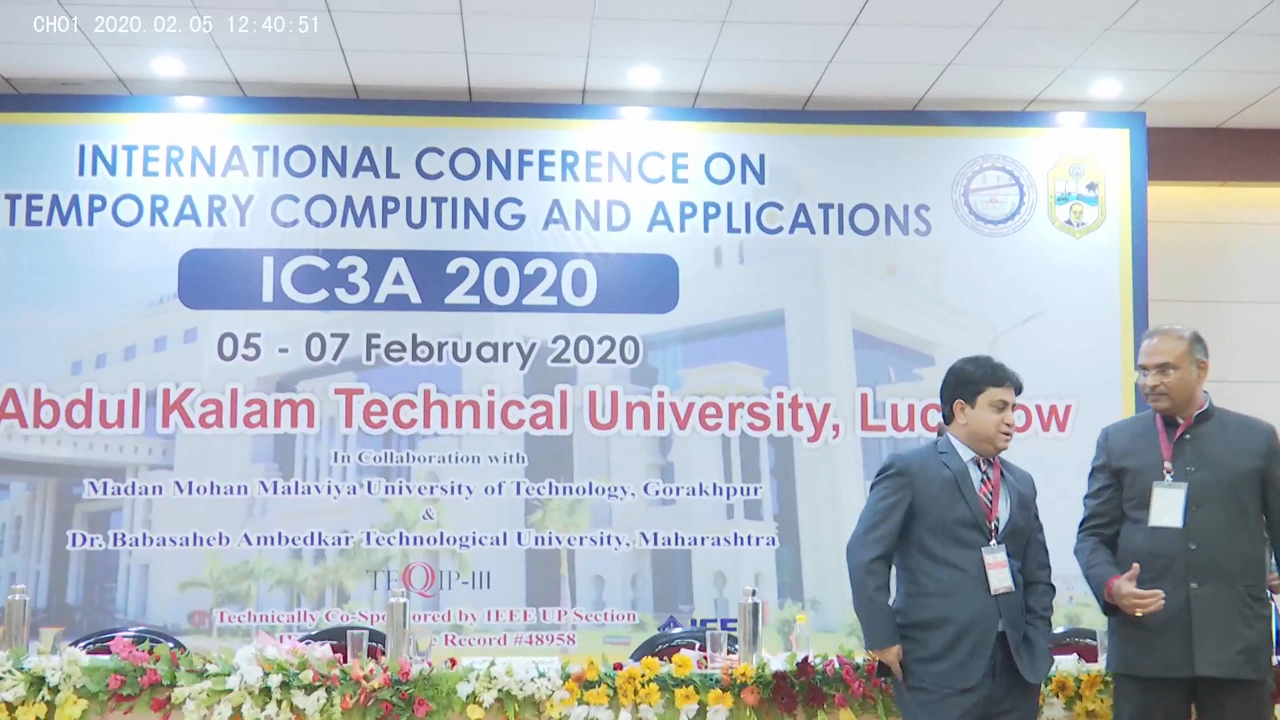 CH01 2020.02.05 12:40:51
INTERNATIONAL CONFERENCE ON
TEMPORARY COMPUTING AND APPLICATIONS
IC3A 2020
05 - 07 February 2020
Abdul Kalam Technical University,
In Collaboration with
Madan Mohan Malaviya University of Technology, Gorakhpur
&
Dr. Babasaheb Ambedkar Technological University, Maharashtra
TEQIP-III
Technically Co-Sponsored by IEEE UP Section
Record #48958